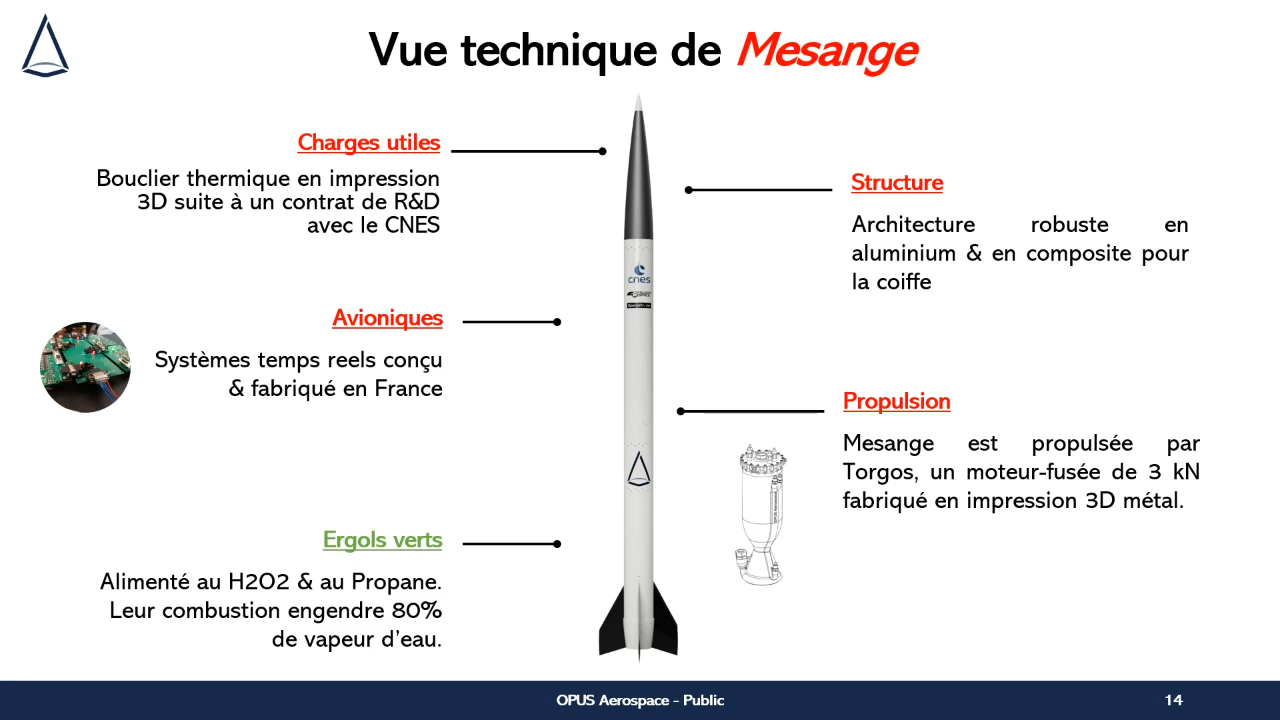 Vue technique de Mesange
Charges utiles
Bouclier thermique en impression
3D suite à un contrat de R&D
avec le CNES
Structure
Architecture robuste en
aluminium & en composite pour
la coiffe
cnes
Avioniques
Systèmes temps reels conçu
& fabriqué en France
Propulsion
Mesange est propulsée par
Torgos, un moteur-fusée de 3 kN
fabriqué en impression 3D métal.
Ergols verts
Alimenté au H2O2 & au Propane.
Leur combustion engendre 80%
de vapeur d’eau.
OPUS Aerospace - Public
14